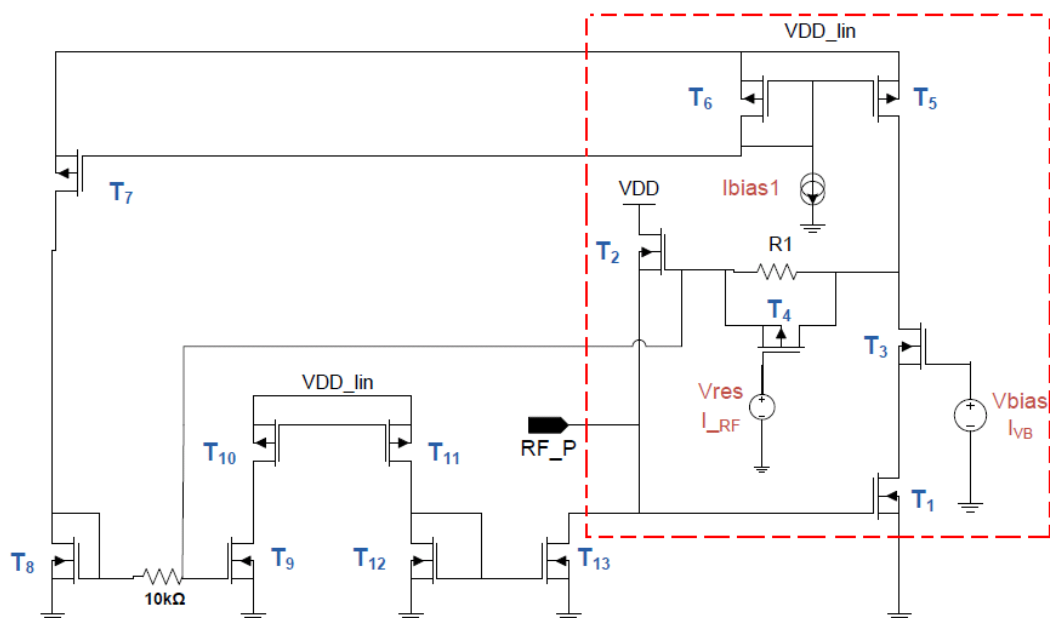 VDD_lin
T6
T5
T7
VDD
Ibias1
T2
R1
T4
T3
Vres
I_RF
Vbias
IVB
VDD_lin
T10
T11
RF_P
T1
T8
T9
T12
T13
10kΩ